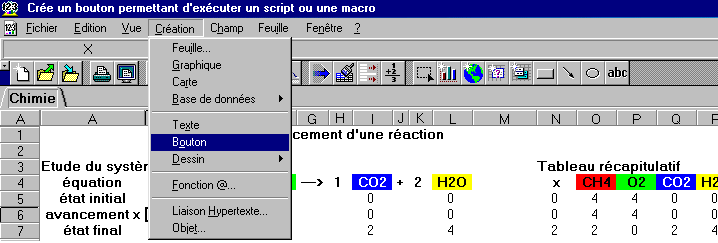 Crée un bouton permettant d'exécuter un script ou une macro
Fichier Edition Vue Création Champ Feuille Fenêtre ?
Feuille...
Graphique
Carte
Base de données
Texte
Bouton
Dessin
Fonction @...
Liaison Hypertexte...
Objet...
abc
Chimie
A A G H I J K L M N O P Q
1 cement d'une réaction
2
3 Etude du systè Tableau récapitulatif
4 équation —> 1 CO2 + 2 H2O x CH4 O2 CO2 H2
5 état initial 0 0 0 4 4 0 0
6 avancement x [ 0 0 0 4 4 0 0
7 état final 2 4 2 2 0 2 4